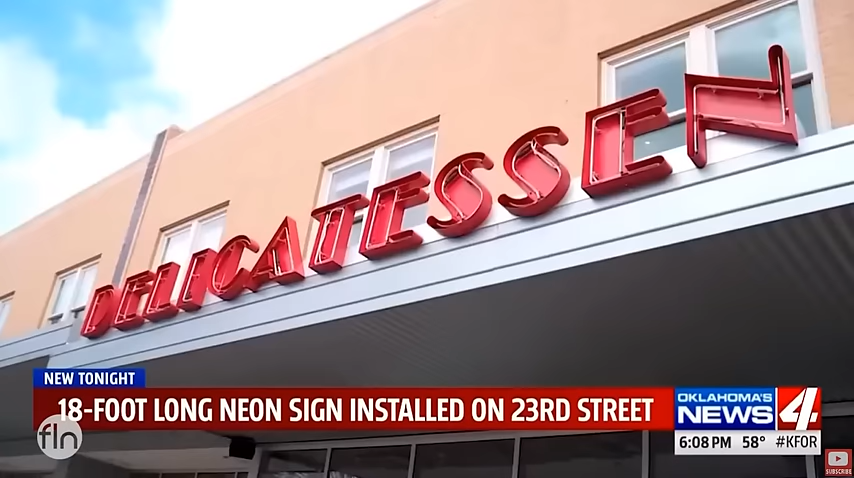 DELICATESSEN
NEW TONIGHT
18-FOOT LONG NEON SIGN INSTALLED ON 23RD STREET
OKLAHOMA'S
NEWS 4
6:08 PM 58° #KFOR
fln
SUBSCRIBE